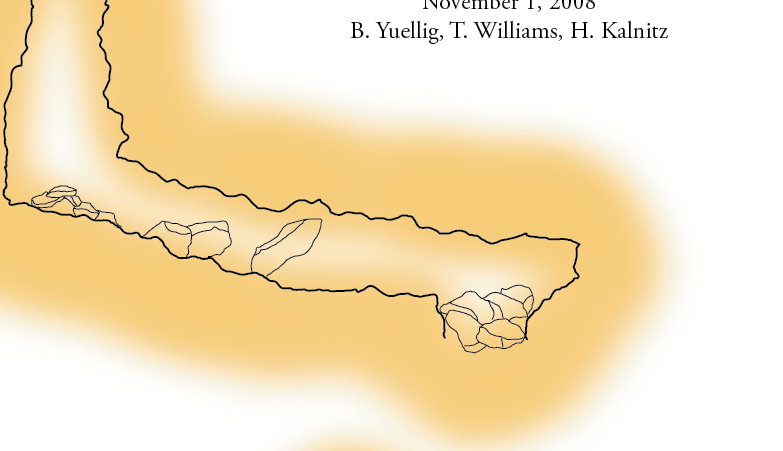 November 1, 2008
B. Yuellig, T. Williams, H. Kalnitz